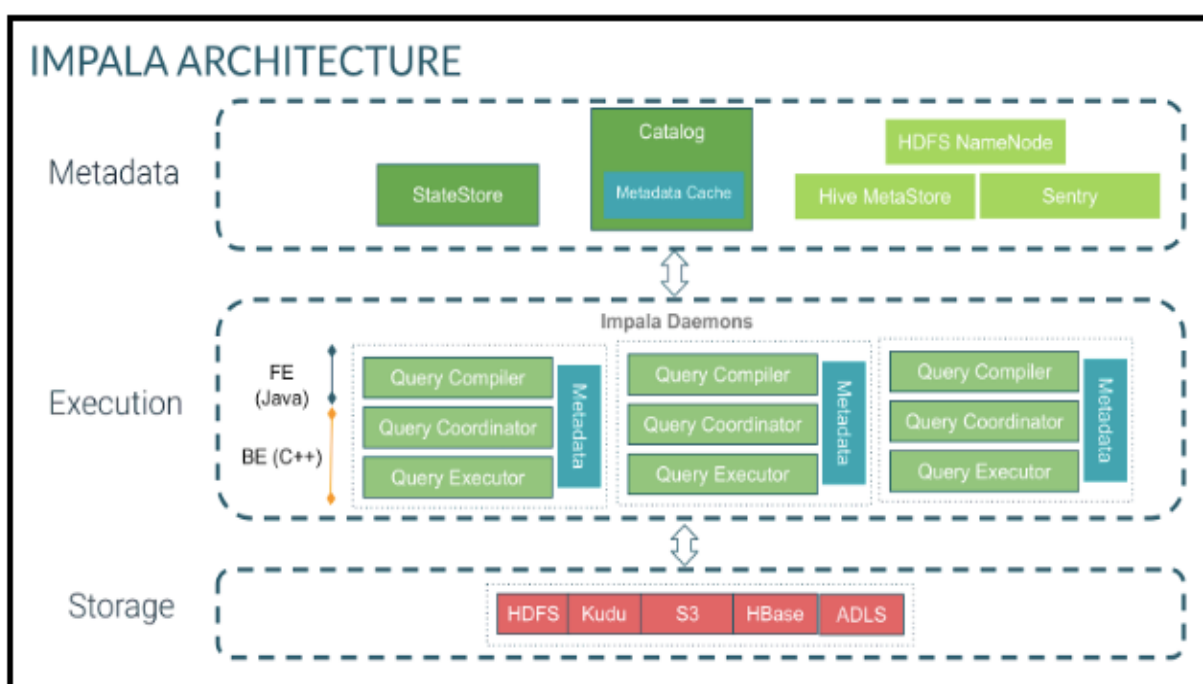 IMPALA ARCHITECTURE
Metadada
StateStore
Catalog
Metadata Cache
HDFS NameNode
Hive MetaStore
Sentry
Execution
Impala Daemons
FE
(Java)
BE (C++)
Query Compiler
Query Coordinator
Query Executor
Metadata
Query Compiler
Query Coordinator
Query Executor
Metadata
Query Compiler
Query Coordinator
Query Executor
Metadata
Storage
HDFS
Kudu
S3
HBase
ADLS